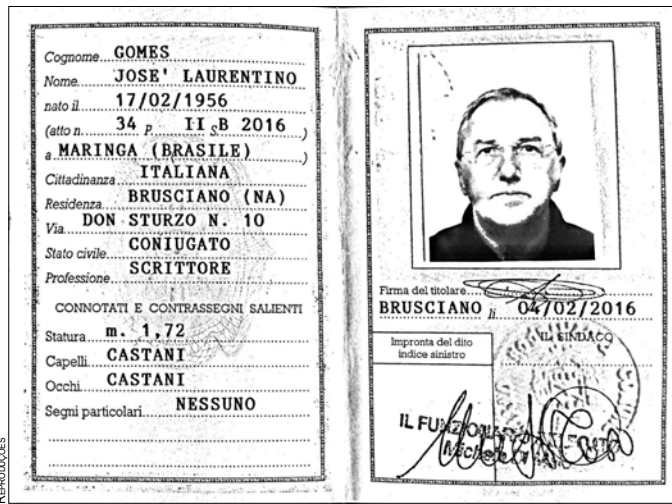 Cognome GOMES
Nome JOSE' LAURENTINO
nato il 17/02/1956
(atto n. 34 P. II S. B 2016 )
a MARINGA (BRASILE) )
Cittadinanza ITALIANA
Residenza BRUSCIANO (NA)
Via DON STURZO N. 10
Stato civile CONIUGATO
Professione SCRITTORE
CONNOTATI E CONTRASSEGNI SALIENTI
Statura m. 1,72
Capelli CASTANI
Occhi CASTANI
Segni particolari NESSUNO
Firma del titolare
BRUSCIANO li 04/02/2016
Impronta del dito
indice sinistro
IL SINDACO
REPRODUÇÕES